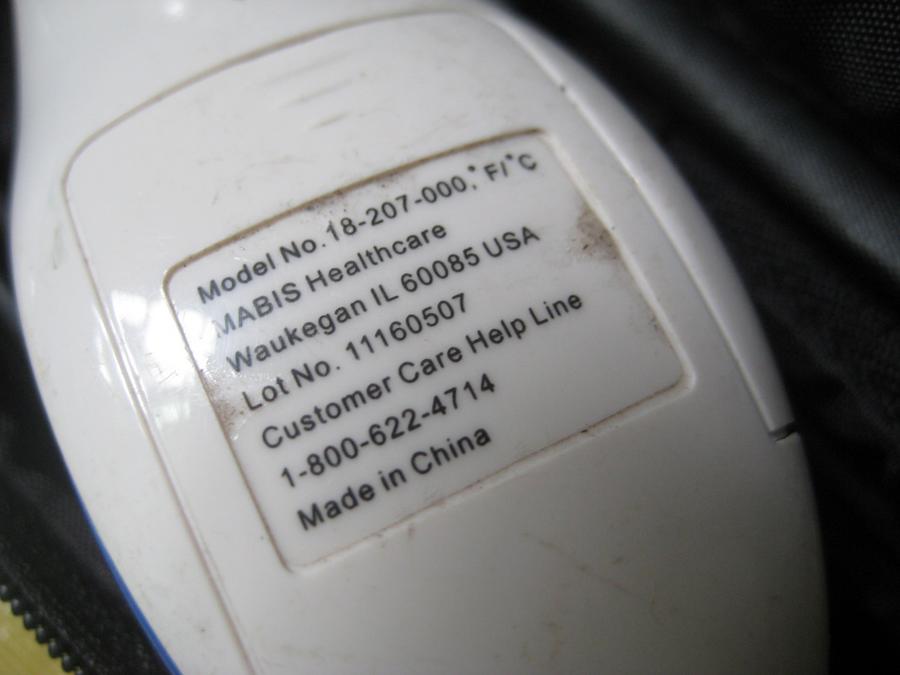 Model No.18-207-000,°F/°C
MABIS Healthcare
Waukegan IL 60085 USA
Lot No. 11160507
Customer Care Help Line
1-800-622-4714
Made in China